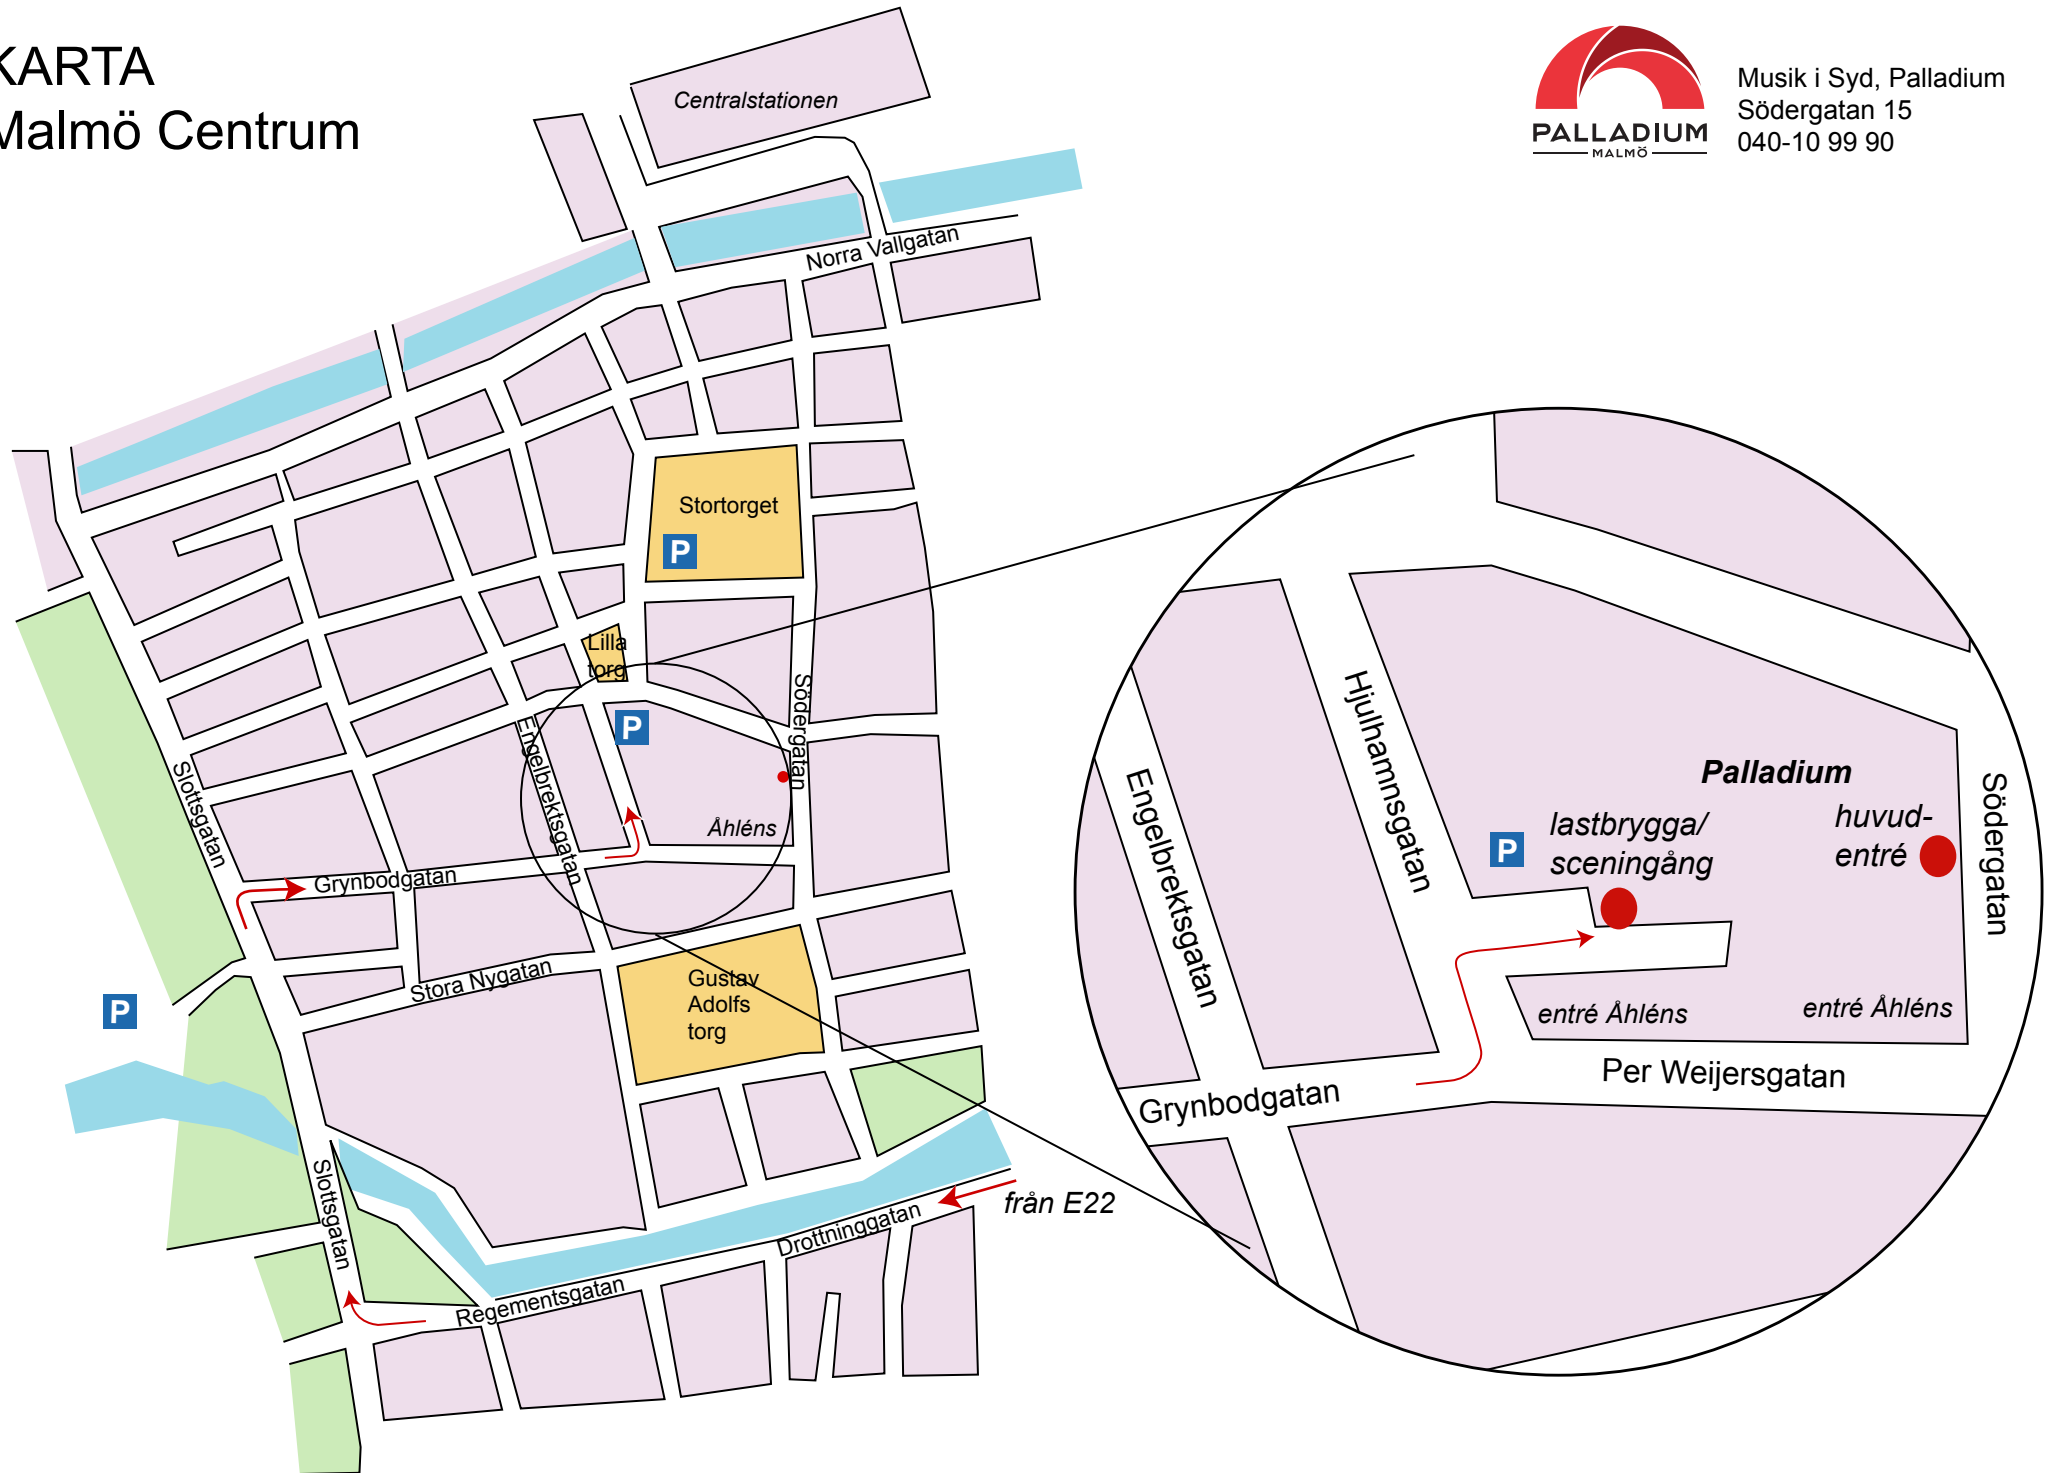 KARTA
Malmö Centrum
PALLADIUM
MALMÖ
Musik i Syd, Palladium
Södergatan 15
040-10 99 90
Centralstationen
Norra Vallgatan
Stortorget
P
Lilla
torg
P
Södergatan
Engelbrektsgatan
Slottsgatan
Åhléns
Grynbodgatan
Stora Nygatan
Gustav
Adolfs
torg
P
Slottsgatan
från E22
Drottninggatan
Regementsgatan
Hjulhamnsgatan
Engelbrektsgatan
Palladium
lastbrygga/
sceningång
P
huvud-
entré
Södergatan
entré Åhléns
entré Åhléns
Per Weijersgatan
Grynbodgatan